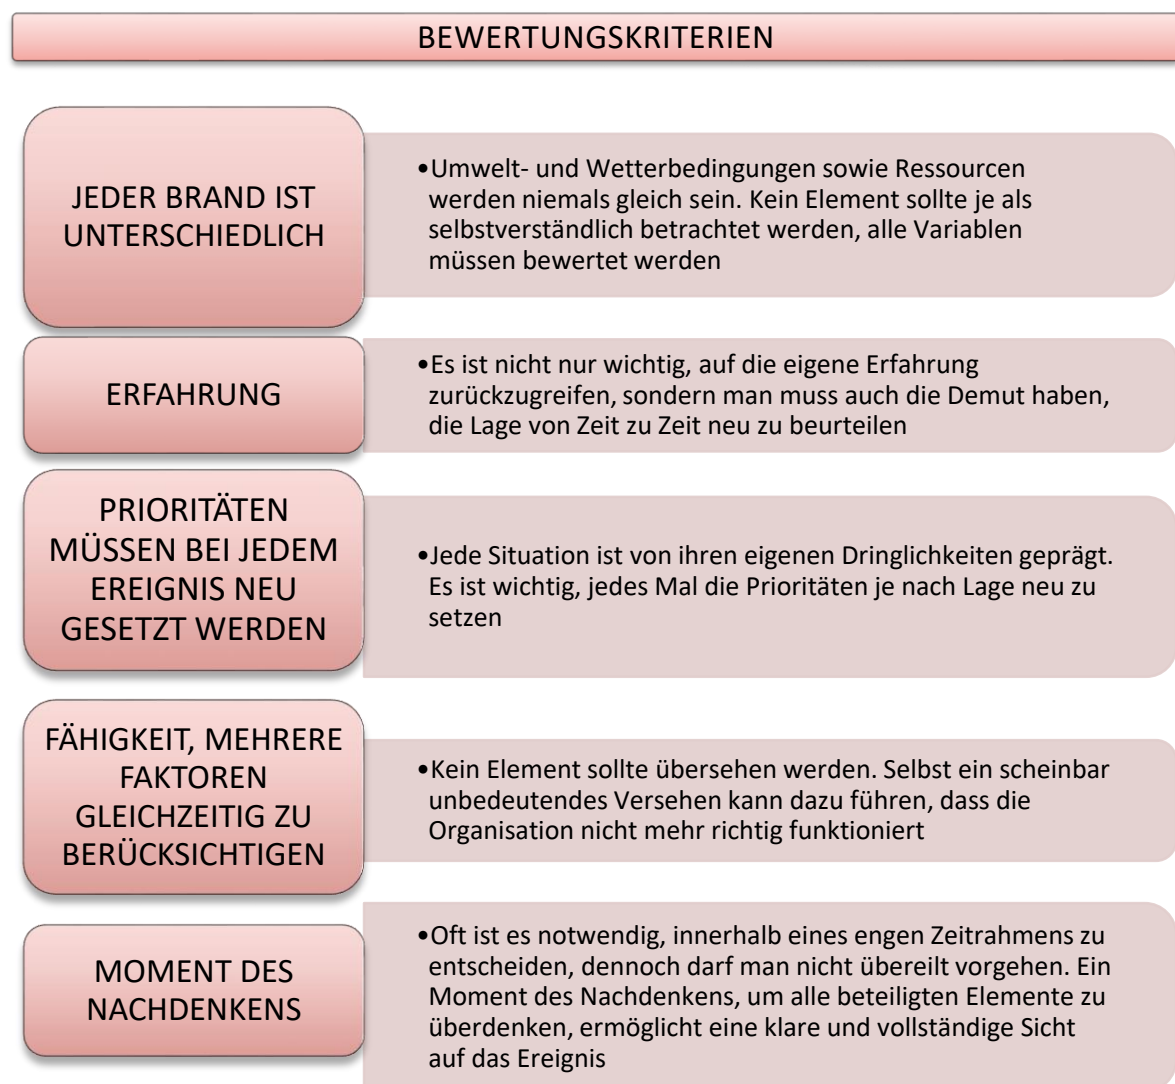 BEWERTUNGSKRITERIEN
JEDER BRAND IST
UNTERSCHIEDLICH
•Umwelt- und Wetterbedingungen sowie Ressourcen
werden niemals gleich sein. Kein Element sollte je als
selbstverständlich betrachtet werden, alle Variablen
müssen bewertet werden
ERFAHRUNG
•Es ist nicht nur wichtig, auf die eigene Erfahrung
zurückzugreifen, sondern man muss auch die Demut haben,
die Lage von Zeit zu Zeit neu zu beurteilen
PRIORITÄTEN
MÜSSEN BEI JEDEM
EREIGNIS NEU
GESETZT WERDEN
•Jede Situation ist von ihren eigenen Dringlichkeiten geprägt.
Es ist wichtig, jedes Mal die Prioritäten je nach Lage neu zu
setzen
FÄHIGKEIT, MEHRERE
FAKTOREN
GLEICHZEITIG ZU
BERÜCKSICHTIGEN
•Kein Element sollte übersehen werden. Selbst ein scheinbar
unbedeutendes Versehen kann dazu führen, dass die
Organisation nicht mehr richtig funktioniert
MOMENT DES
NACHDENKENS
•Oft ist es notwendig, innerhalb eines engen Zeitrahmens zu
entscheiden, dennoch darf man nicht übereilt vorgehen. Ein
Moment des Nachdenkens, um alle beteiligten Elemente zu
überdenken, ermöglicht eine klare und vollständige Sicht
auf das Ereignis